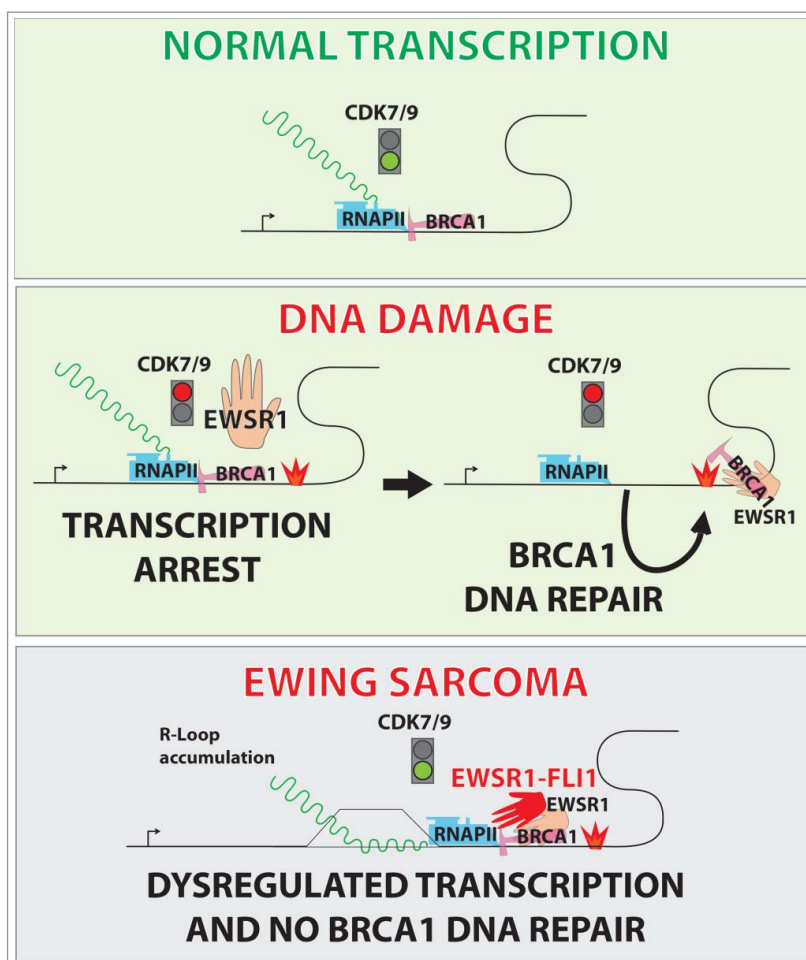 NORMAL TRANSCRIPTION
CDK7/9
RNAPII
BRCA1
DNA DAMAGE
CDK7/9
EWSR1
RNAPII
BRCA1
TRANSCRIPTION
ARREST
CDK7/9
RNAPII
BRCA1
EWSR1
BRCA1
DNA REPAIR
EWING SARCOMA
CDK7/9
R-Loop
accumulation
EWSR1-FLI1
EWSR1
RNAPII
BRCA1
DYSREGULATED TRANSCRIPTION
AND NO BRCA1 DNA REPAIR